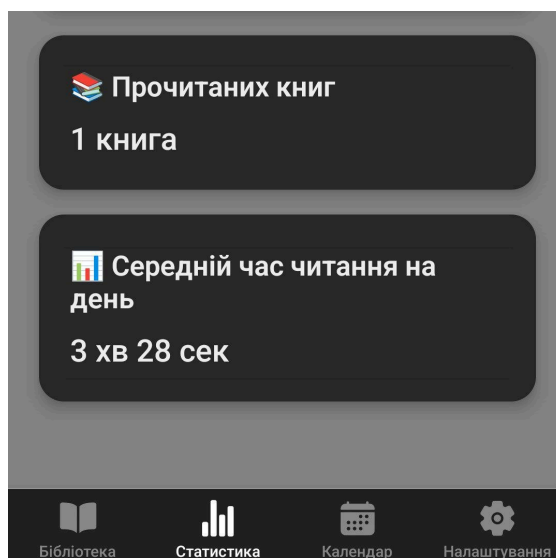 📚 Прочитаних книг
1 книга
📊 Середній час читання на
день
3 хв 28 сек
Бібліотека Статистика Календар Налаштування